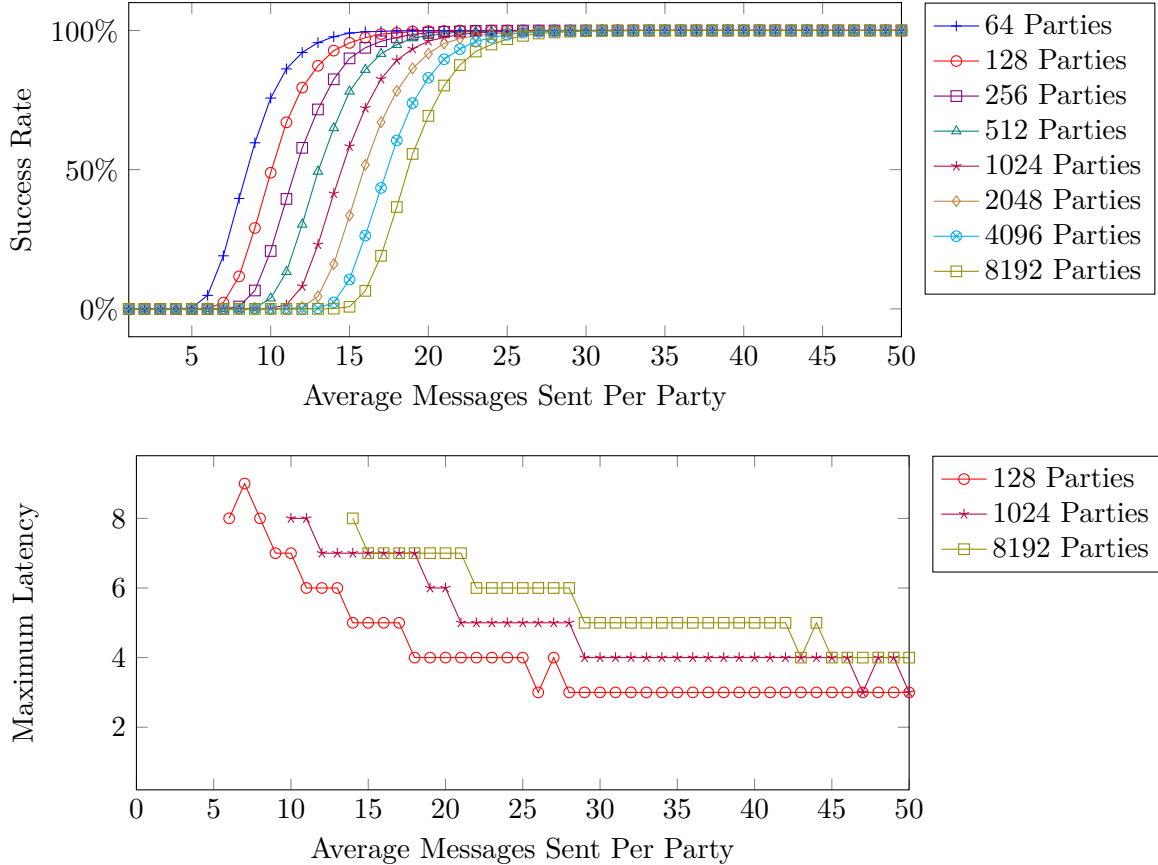 100%
50%
0%
Success Rate
5 10 15 20 25 30 35 40 45 50
Average Messages Sent Per Party
64 Parties
128 Parties
256 Parties
512 Parties
1024 Parties
2048 Parties
4096 Parties
8192 Parties
8
6
4
2
Maximum Latency
0 5 10 15 20 25 30 35 40 45 50
Average Messages Sent Per Party
128 Parties
1024 Parties
8192 Parties